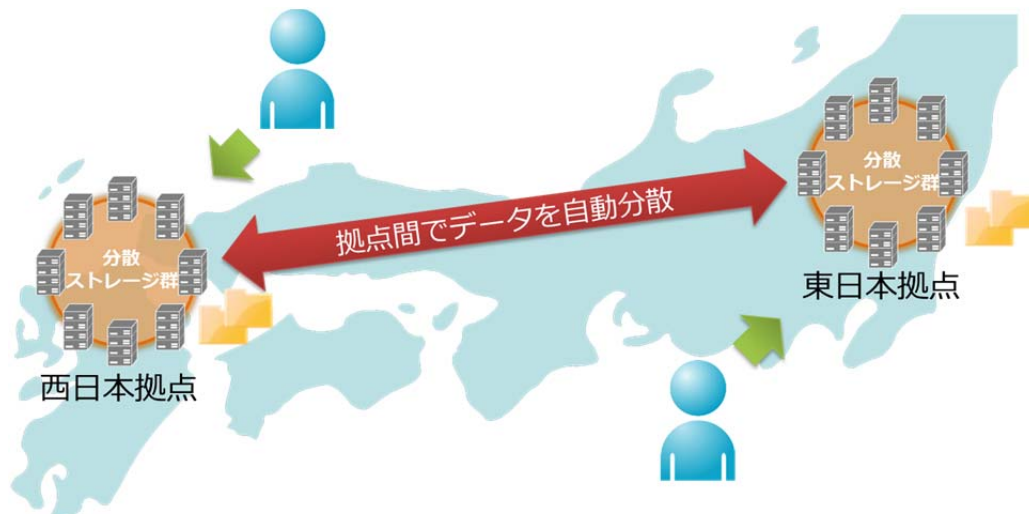 分散
ストレージ群
拠点間でデータを自動分散
東日本拠点
分散
ストレージ群
西日本拠点